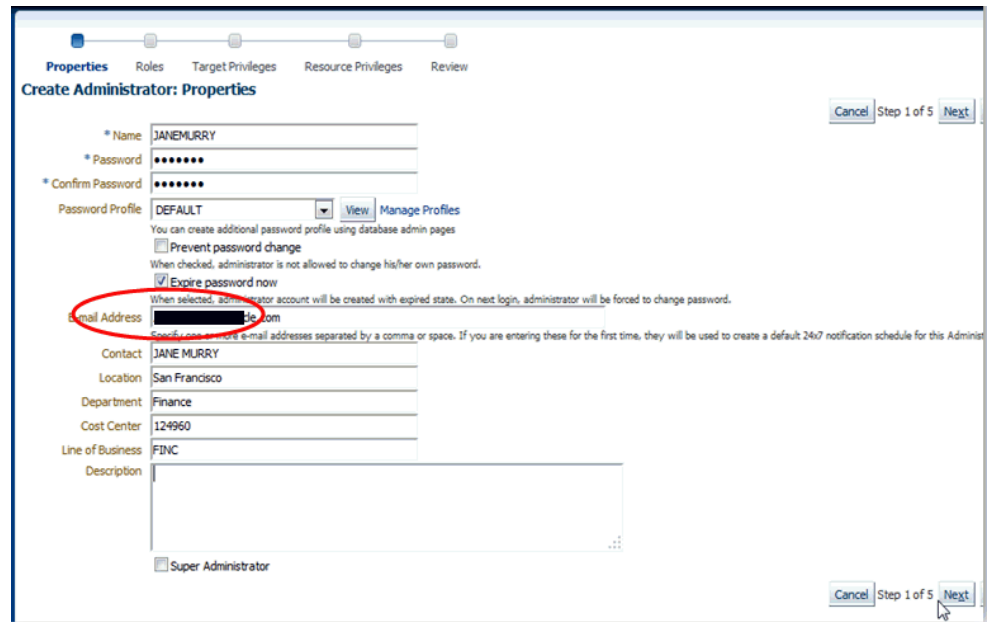 Properties Roles Target Privileges Resource Privileges Review
Create Administrator: Properties
Cancel Step 1 of 5 Next
* Name JANEMURRY
* Password •••••••
* Confirm Password •••••••
Password Profile DEFAULT View Manage Profiles
You can create additional password profile using database admin pages
Prevent password change
When checked, administrator is not allowed to change his/her own password.
Expire password now
When selected, administrator account will be created with expired state. On next login, administrator will be forced to change password.
E-mail Address cle.com
Specify one or more e-mail addresses separated by a comma or space. If you are entering these for the first time, they will be used to create a default 24x7 notification schedule for this Adminis
Contact JANE MURRY
Location San Francisco
Department Finance
Cost Center 124960
Line of Business FINC
Description
Super Administrator
Cancel Step 1 of 5 Next